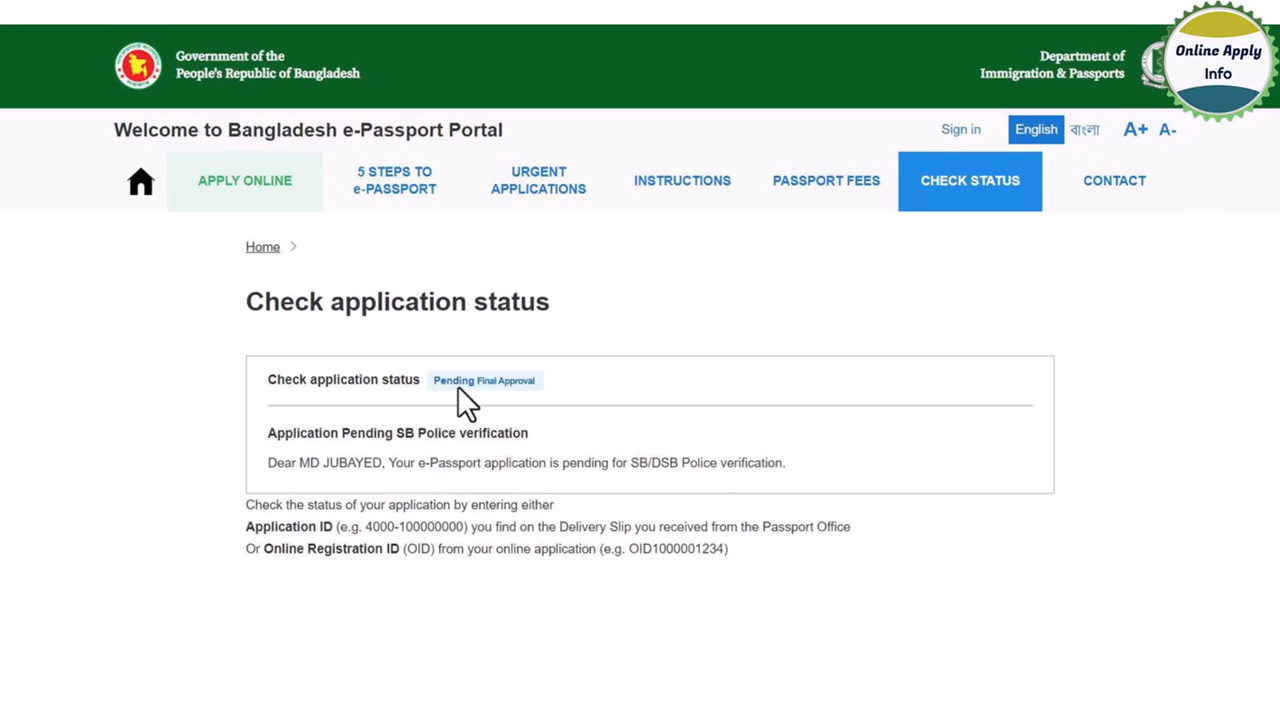 Government of the
People's Republic of Bangladesh
Department of
Immigration & Passports
Online Apply
Info
Welcome to Bangladesh e-Passport Portal
Sign in
English
বাংলা
A+ A-
APPLY ONLINE
5 STEPS TO
e-PASSPORT
URGENT
APPLICATIONS
INSTRUCTIONS
PASSPORT FEES
CHECK STATUS
CONTACT
Home
Check application status
Check application status Pending Final Approval
Application Pending SB Police verification
Dear MD JUBAYED, Your e-Passport application is pending for SB/DSB Police verification.
Check the status of your application by entering either
Application ID (e.g. 4000-100000000) you find on the Delivery Slip you received from the Passport Office
Or Online Registration ID (OID) from your online application (e.g. OID1000001234)